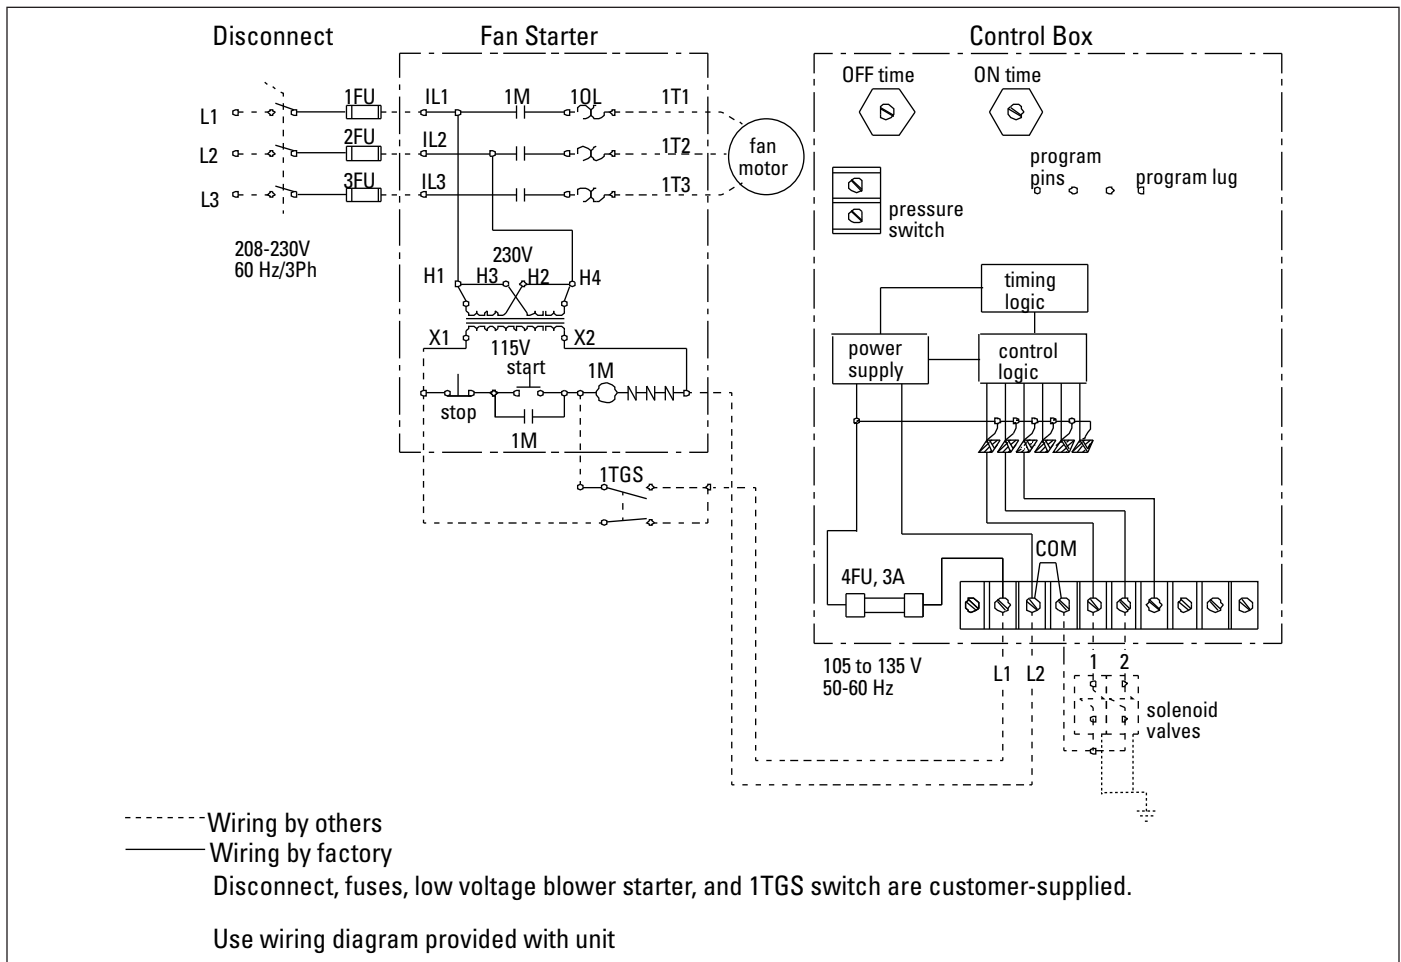 Disconnect
Fan Starter
Control Box
OFF time
ON time
1FU
IL1
1M
1OL
1T1
L1
2FU
IL2
1T2
L2
fan
motor
3FU
IL3
1T3
L3
program
pins
program lug
pressure
switch
208-230V
60 Hz/3Ph
230V
H1
H3
H2
H4
timing
logic
X1
115V
X2
start
1M
power
supply
control
logic
stop
1M
1TGS
COM
4FU, 3A
105 to 135 V
50-60 Hz
L1
L2
1
2
solenoid
valves
Wiring by others
Wiring by factory
Disconnect, fuses, low voltage blower starter, and 1TGS switch are customer-supplied.
Use wiring diagram provided with unit